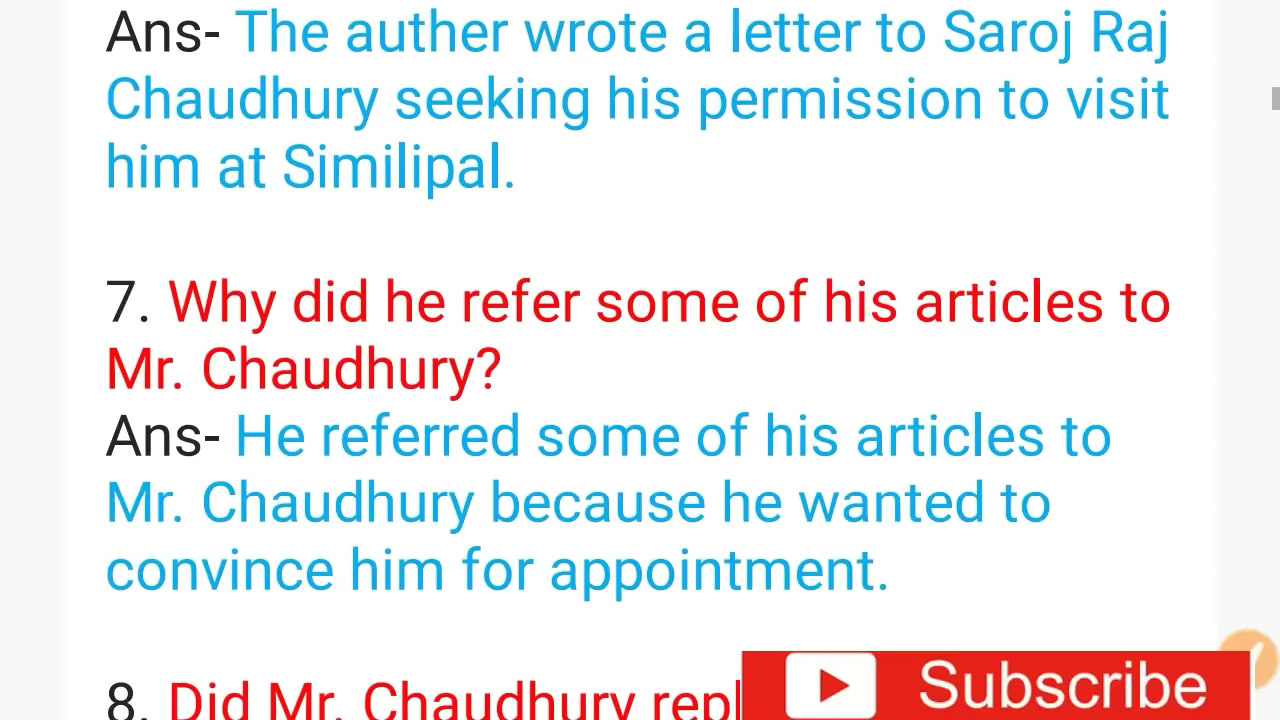 Ans- The auther wrote a letter to Saroj Raj
Chaudhury seeking his permission to visit
him at Similipal.
7. Why did he refer some of his articles to
Mr. Chaudhury?
Ans- He referred some of his articles to
Mr. Chaudhury because he wanted to
convince him for appointment.
8. Did Mr. Chaudhury
Subscribe